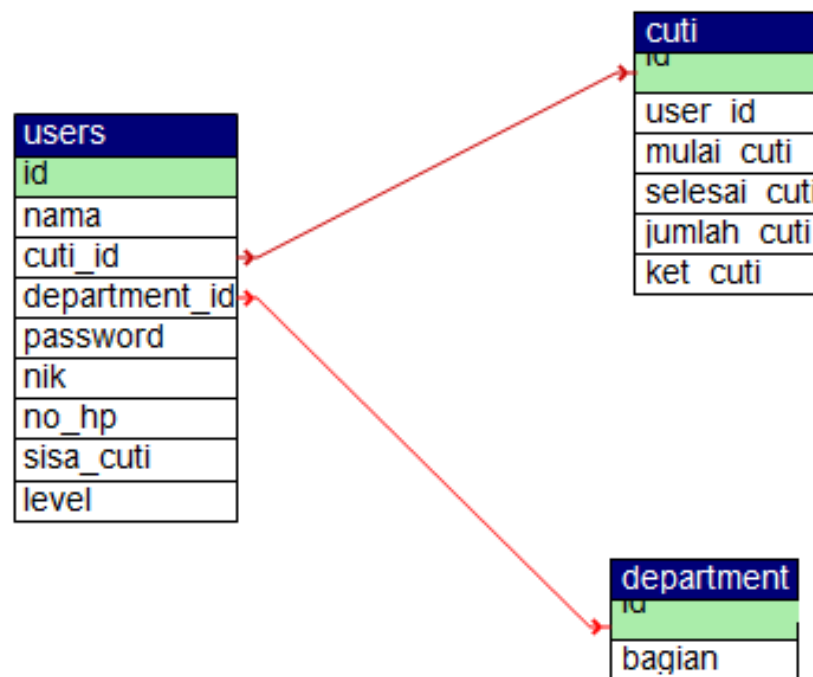 users
id
nama
cuti_id
department_id
password
nik
no_hp
sisa_cuti
level
cuti
id
user_id
mulai_cuti
selesai_cuti
jumlah_cuti
ket_cuti
department
id
bagian